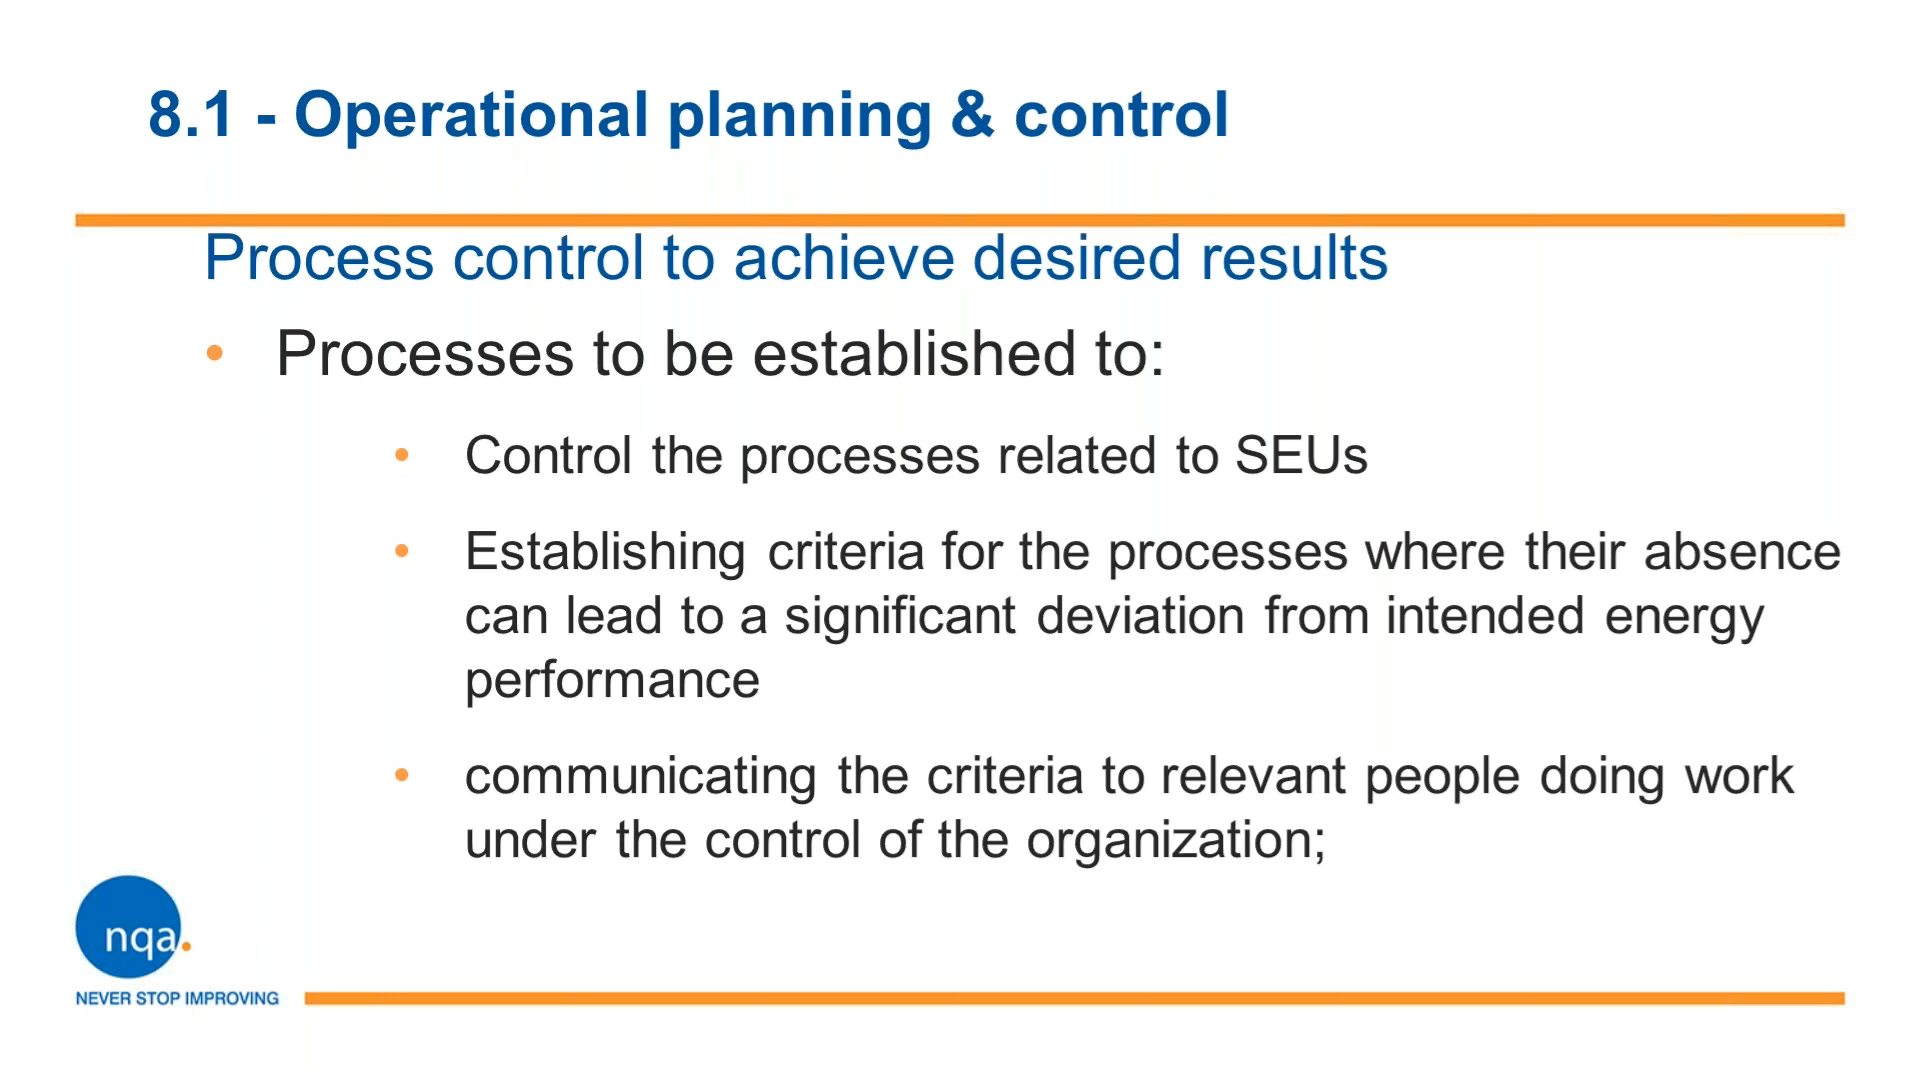 8.1 - Operational planning & control
Process control to achieve desired results
• Processes to be established to:
• Control the processes related to SEUs
• Establishing criteria for the processes where their absence
can lead to a significant deviation from intended energy
performance
• communicating the criteria to relevant people doing work
under the control of the organization;
nqa.
NEVER STOP IMPROVING